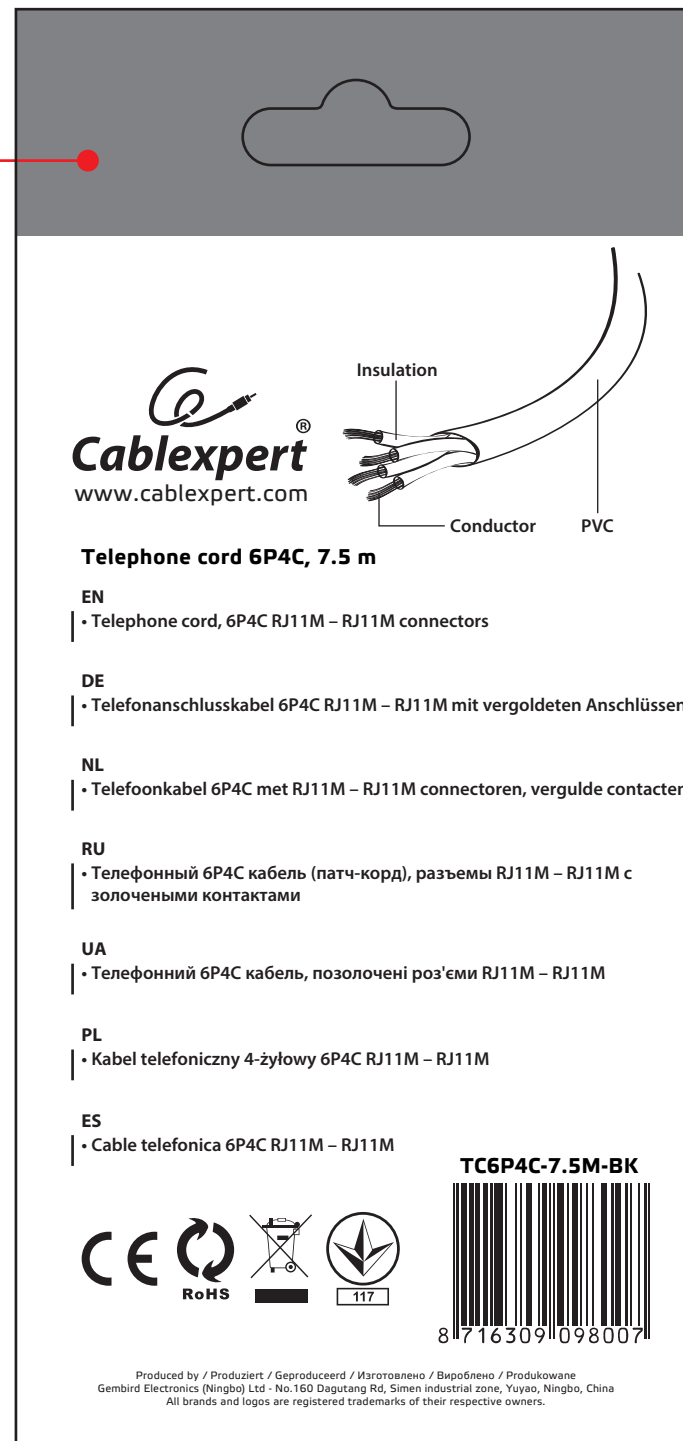 Insulation
Cablexpert®
www.cablexpert.com
Conductor
PVC
Telephone cord 6P4C, 7.5 m
EN
• Telephone cord, 6P4C RJ11M – RJ11M connectors
DE
• Telefonanschlusskabel 6P4C RJ11M – RJ11M mit vergoldeten Anschlüssen
NL
• Telefoonkabel 6P4C met RJ11M – RJ11M connectoren, vergulde contacten
RU
• Телефонный 6P4C кабель (патч-корд), разъемы RJ11M – RJ11M с
золочеными контактами
UA
• Телефонний 6P4C кабель, позолочені роз'єми RJ11M – RJ11M
PL
• Kabel telefoniczny 4-żyłowy 6P4C RJ11M – RJ11M
ES
• Cable telefonica 6P4C RJ11M – RJ11M
TC6P4C-7.5M-BK
CE
RoHS
117
8 716309 098007
Produced by / Produziert / Geproduceerd / Изготовлено / Вироблено / Produkowane
Gembird Electronics (Ningbo) Ltd - No.160 Dagutang Rd, Simen industrial zone, Yuyao, Ningbo, China
All brands and logos are registered trademarks of their respective owners.